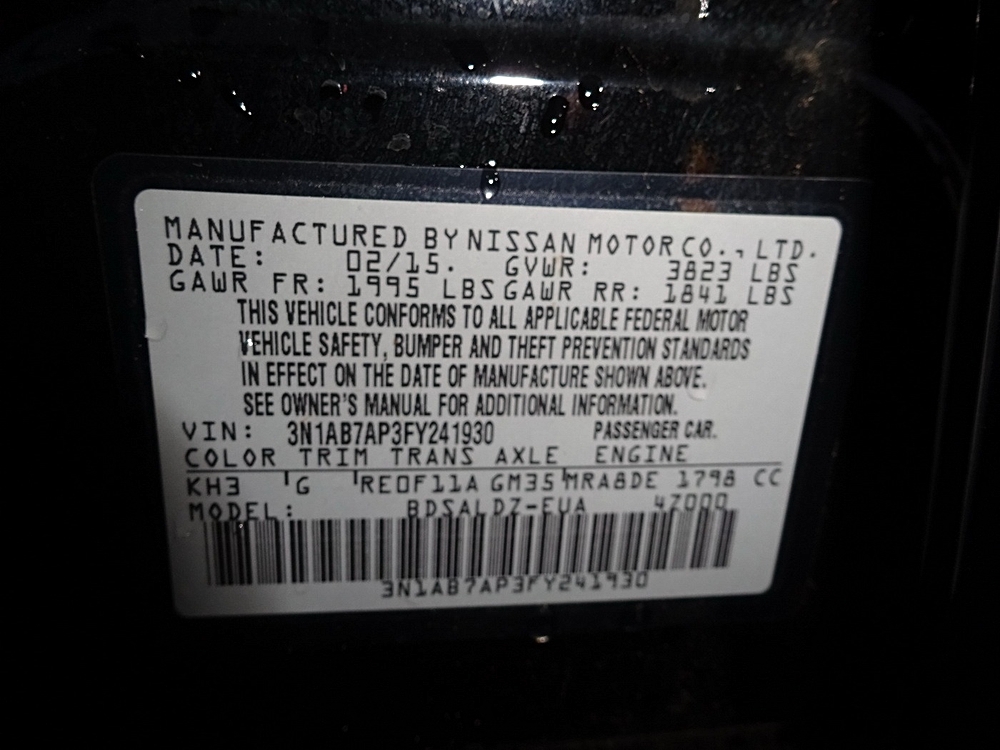 MANUFACTURED BY NISSAN MOTOR CO., LTD.
DATE: 02/15. GVWR: 3823 LBS
GAWR FR: 1995 LBS GAWR RR: 1841 LBS
THIS VEHICLE CONFORMS TO ALL APPLICABLE FEDERAL MOTOR
VEHICLE SAFETY, BUMPER AND THEFT PREVENTION STANDARDS
IN EFFECT ON THE DATE OF MANUFACTURE SHOWN ABOVE.
SEE OWNER'S MANUAL FOR ADDITIONAL INFORMATION.
VIN: 3N1AB7AP3FY241930 PASSENGER CAR.
COLOR TRIM TRANS AXLE ENGINE
KH3 G RE0F11A GM35 MRA8DE 1798 CC
MODEL: BDSALDZ-EUA 4Z000
3N1AB7AP3FY241930